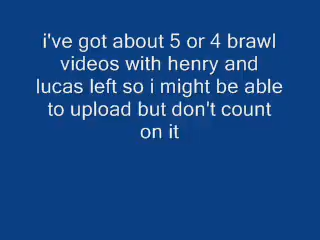 i've got about 5 or 4 brawl
videos with henry and
lucas left so i might be able
to upload but don't count
on it